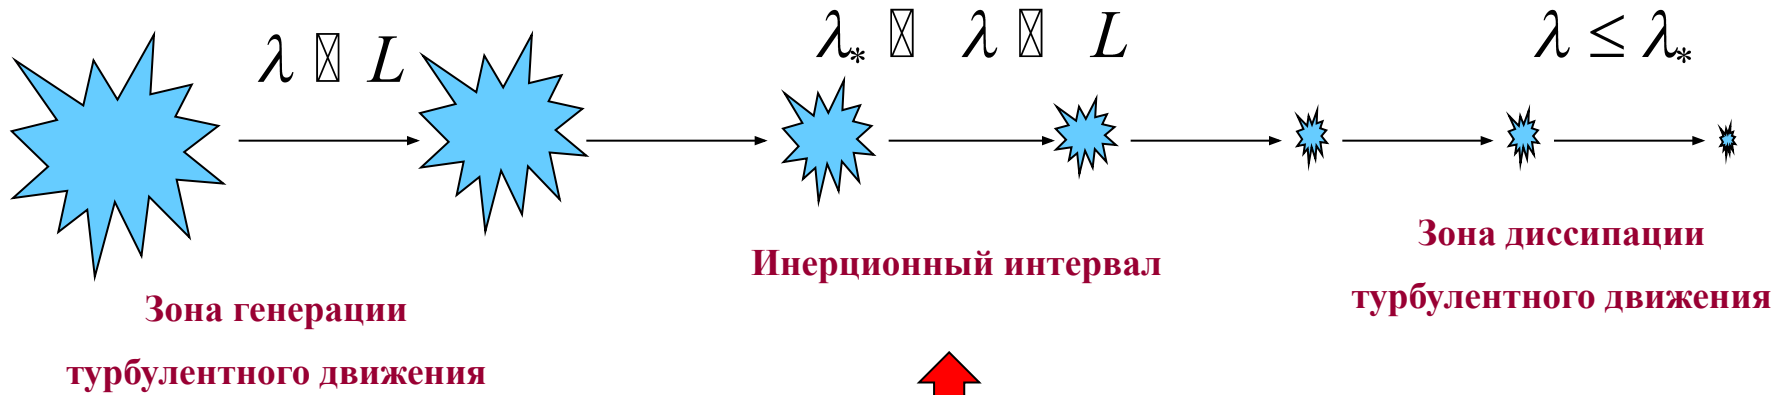 λ ⊠ L
λ* ⊠ λ ⊠ L
λ ≤ λ*
Зона генерации
турбулентного движения
Инерционный интервал
Зона диссипации
турбулентного движения